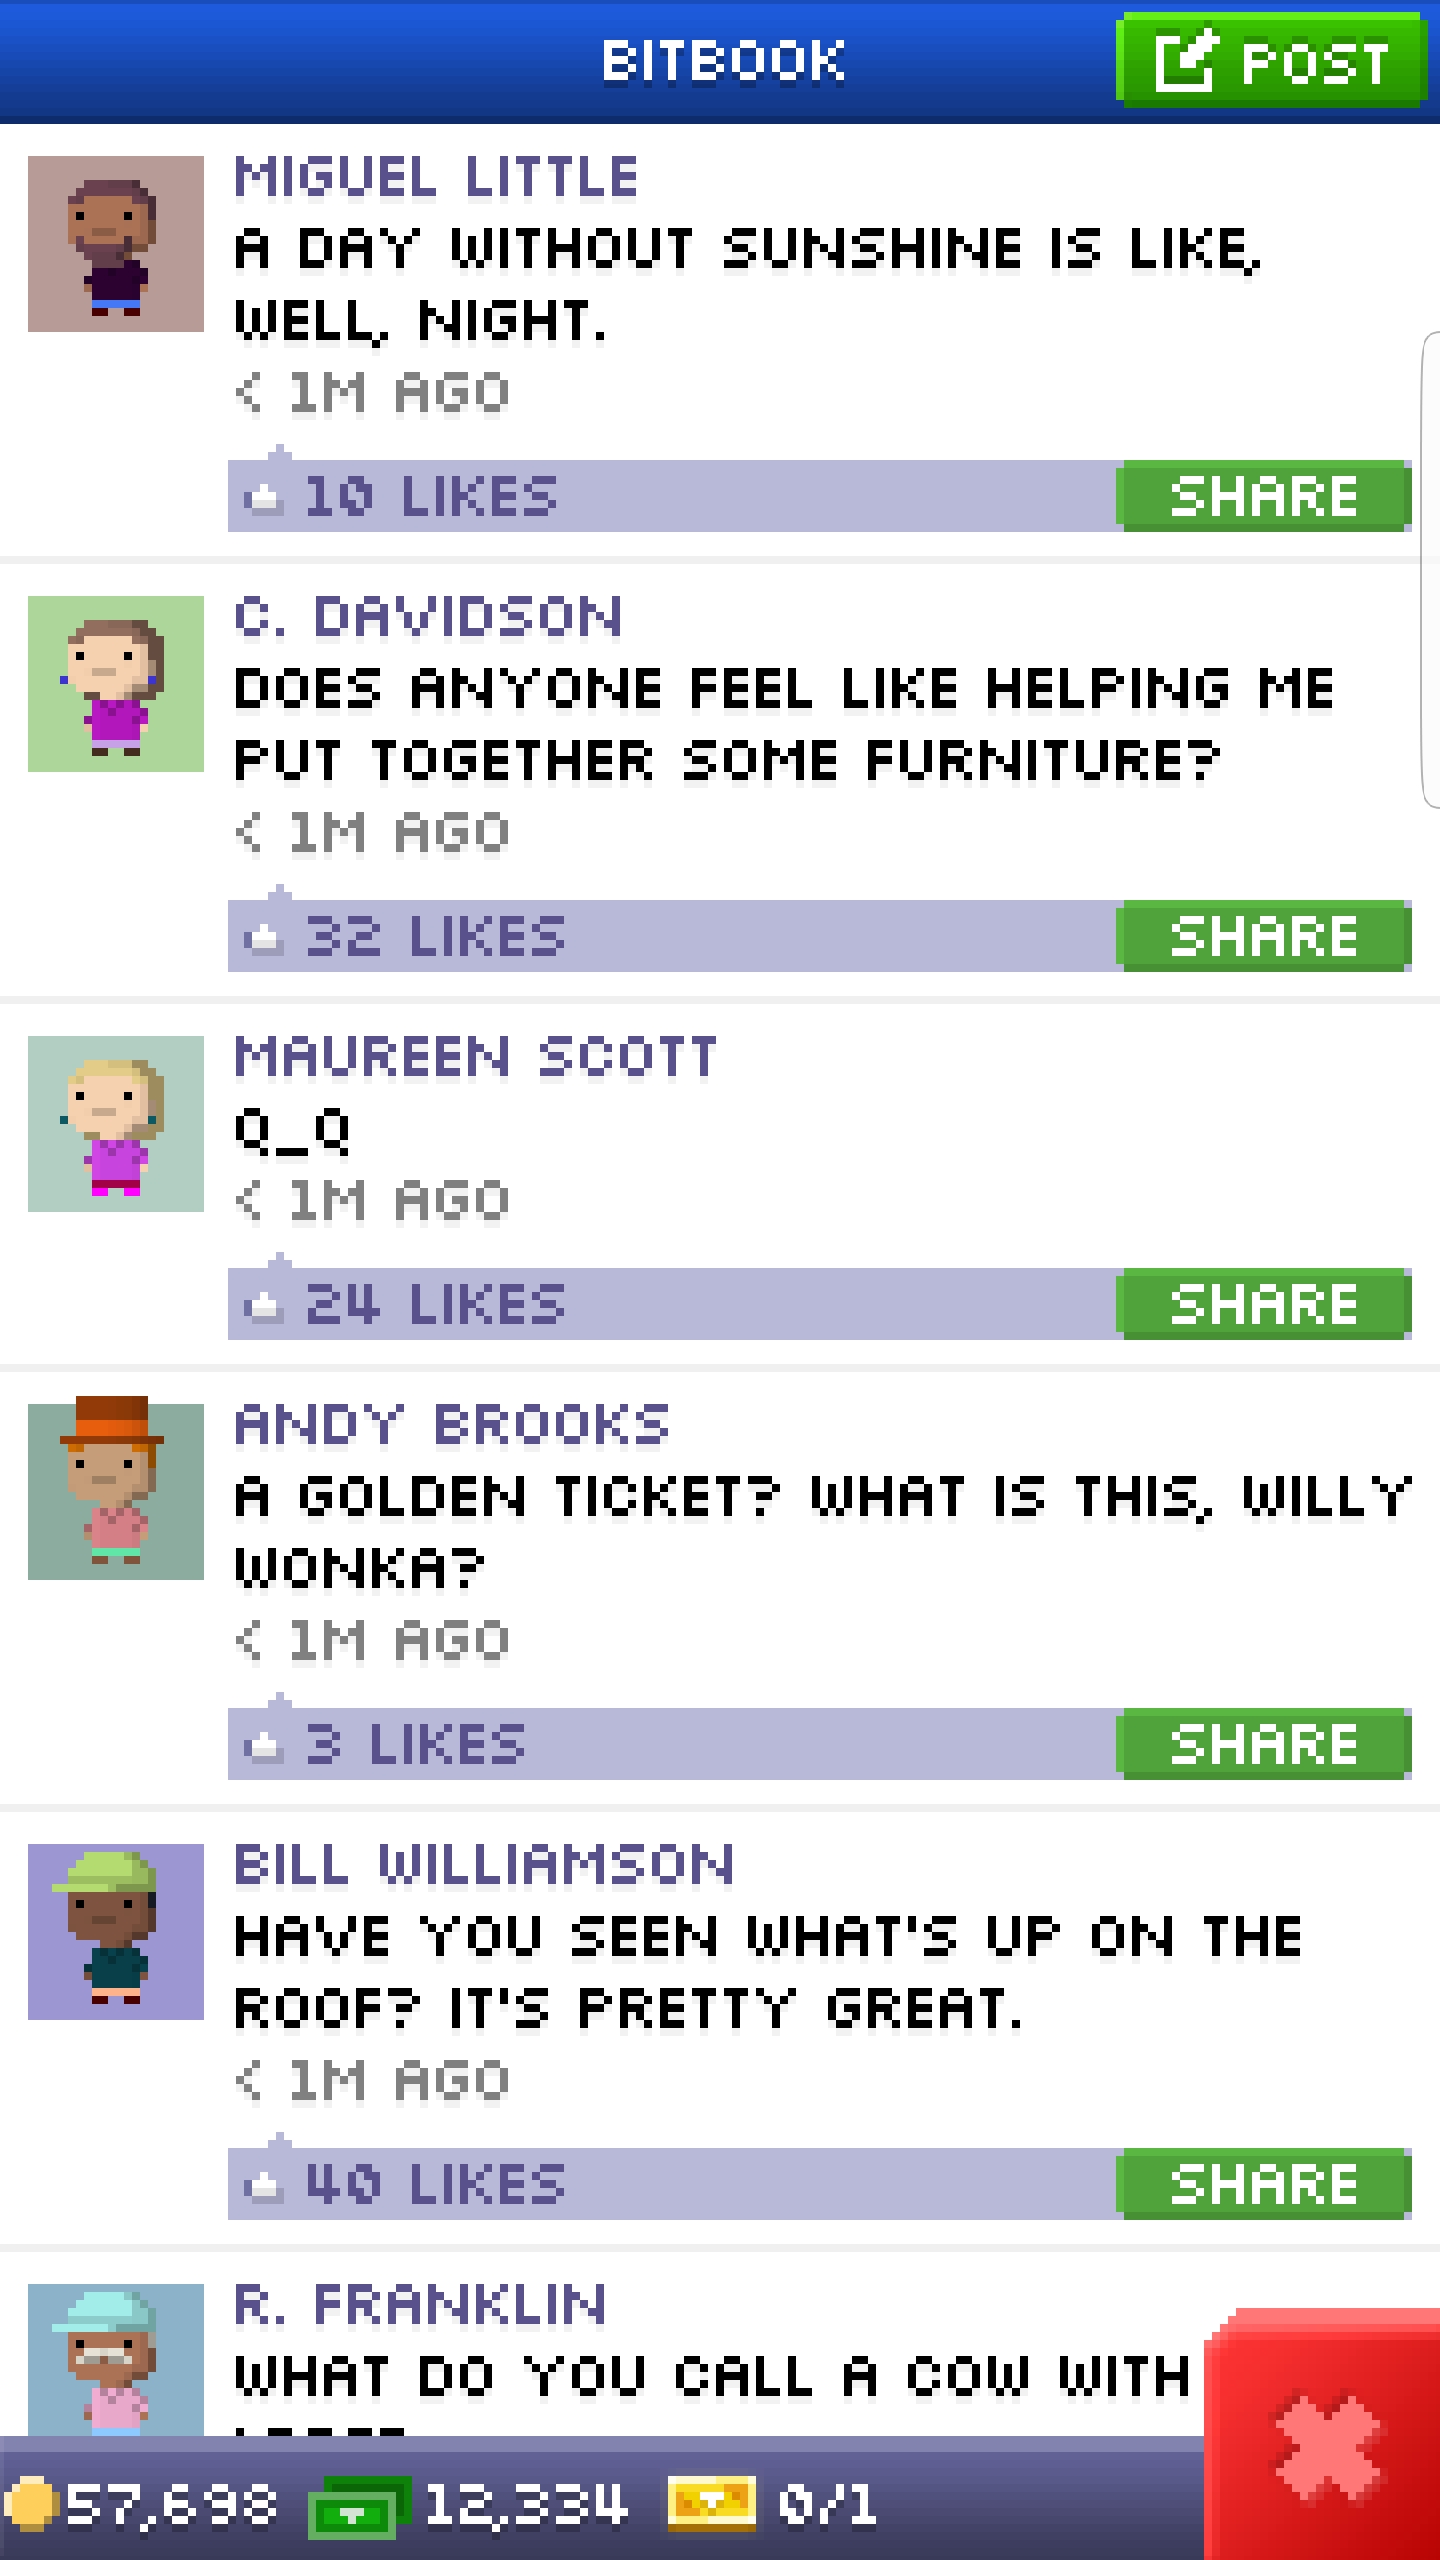 BITBOOK
POST
MIGUEL LITTLE
A DAY WITHOUT SUNSHINE IS LIKE,
WELL, NIGHT.
< 1M AGO
10 LIKES
SHARE
C. DAVIDSON
DOES ANYONE FEEL LIKE HELPING ME
PUT TOGETHER SOME FURNITURE?
< 1M AGO
32 LIKES
SHARE
MAUREEN SCOTT
Q_Q
< 1M AGO
24 LIKES
SHARE
ANDY BROOKS
A GOLDEN TICKET? WHAT IS THIS, WILLY
WONKA?
< 1M AGO
3 LIKES
SHARE
BILL WILLIAMSON
HAVE YOU SEEN WHAT'S UP ON THE
ROOF? IT'S PRETTY GREAT.
< 1M AGO
40 LIKES
SHARE
R. FRANKLIN
WHAT DO YOU CALL A COW WITH
57,698
12,334
0/1